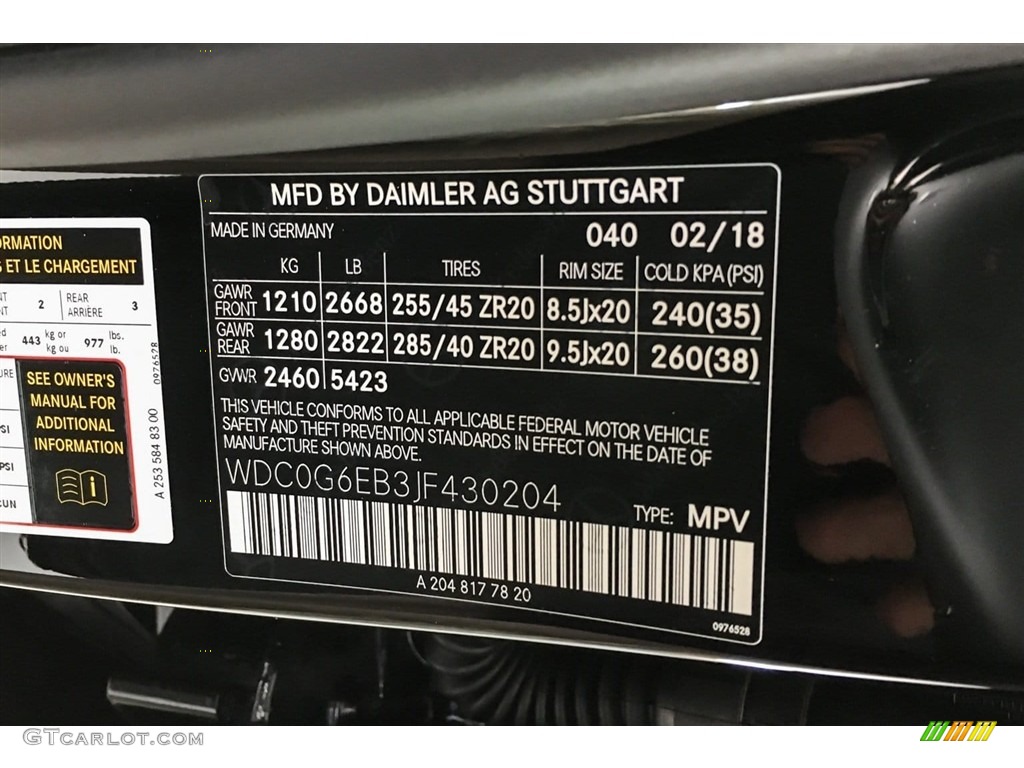 ORMATION
ET LE CHARGEMENT
2 REAR ARRIÈRE 3
443 kg or kg ou 977 lbs. lb.
SEE OWNER'S
MANUAL FOR
ADDITIONAL
INFORMATION
0976528
A 253 584 83 00
MFD BY DAIMLER AG STUTTGART
MADE IN GERMANY 040 02/18
KG LB TIRES RIM SIZE COLD KPA(PSI)
GAWR FRONT 1210 2668 255/45 ZR20 8.5Jx20 240(35)
GAWR REAR 1280 2822 285/40 ZR20 9.5Jx20 260(38)
GVWR 2460 5423
THIS VEHICLE CONFORMS TO ALL APPLICABLE FEDERAL MOTOR VEHICLE
SAFETY AND THEFT PREVENTION STANDARDS IN EFFECT ON THE DATE OF
MANUFACTURE SHOWN ABOVE.
WDC0G6EB3JF430204
TYPE: MPV
A 204 817 78 20
0976528
GTCarLot.com